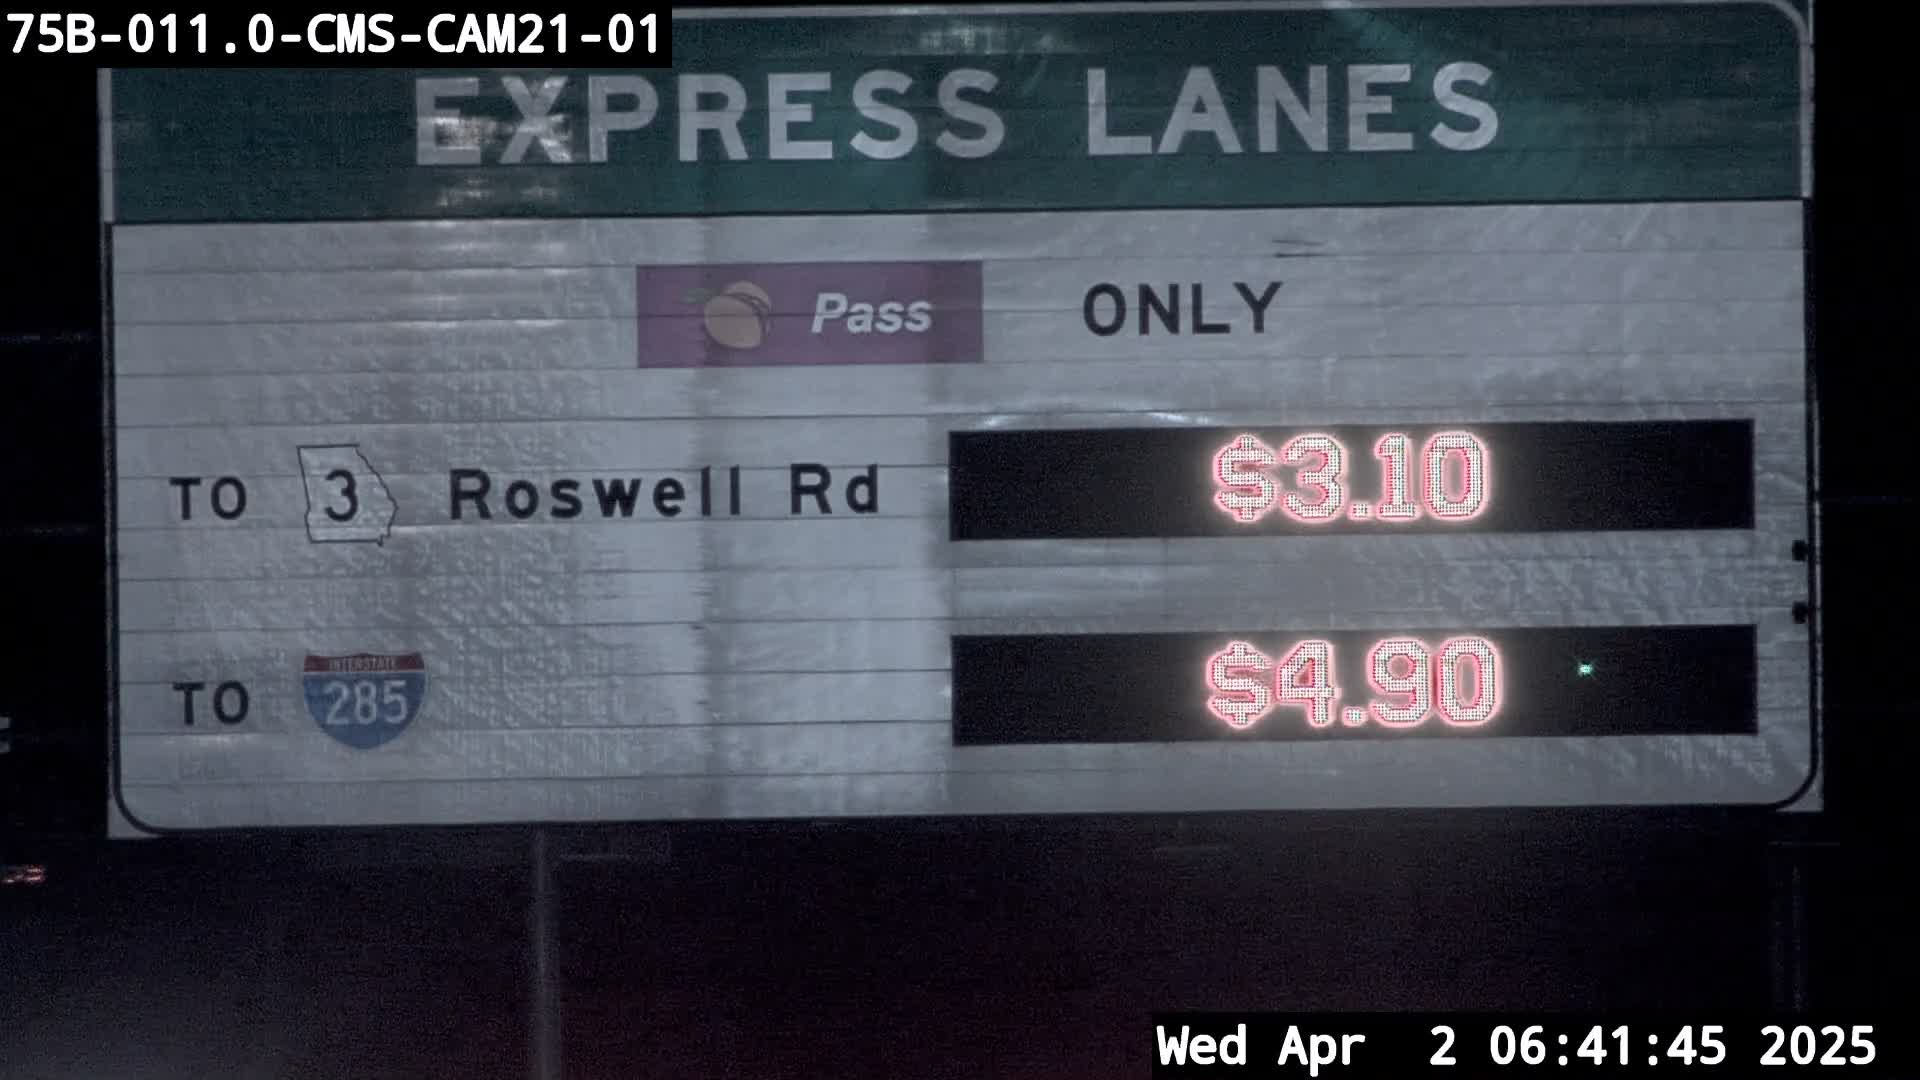 75B-011.0-CMS-CAM21-01
EXPRESS LANES
Pass ONLY
TO 3 Roswell Rd $3.10
INTERSTATE
TO 285 $4.90
Wed Apr 2 06:41:45 2025